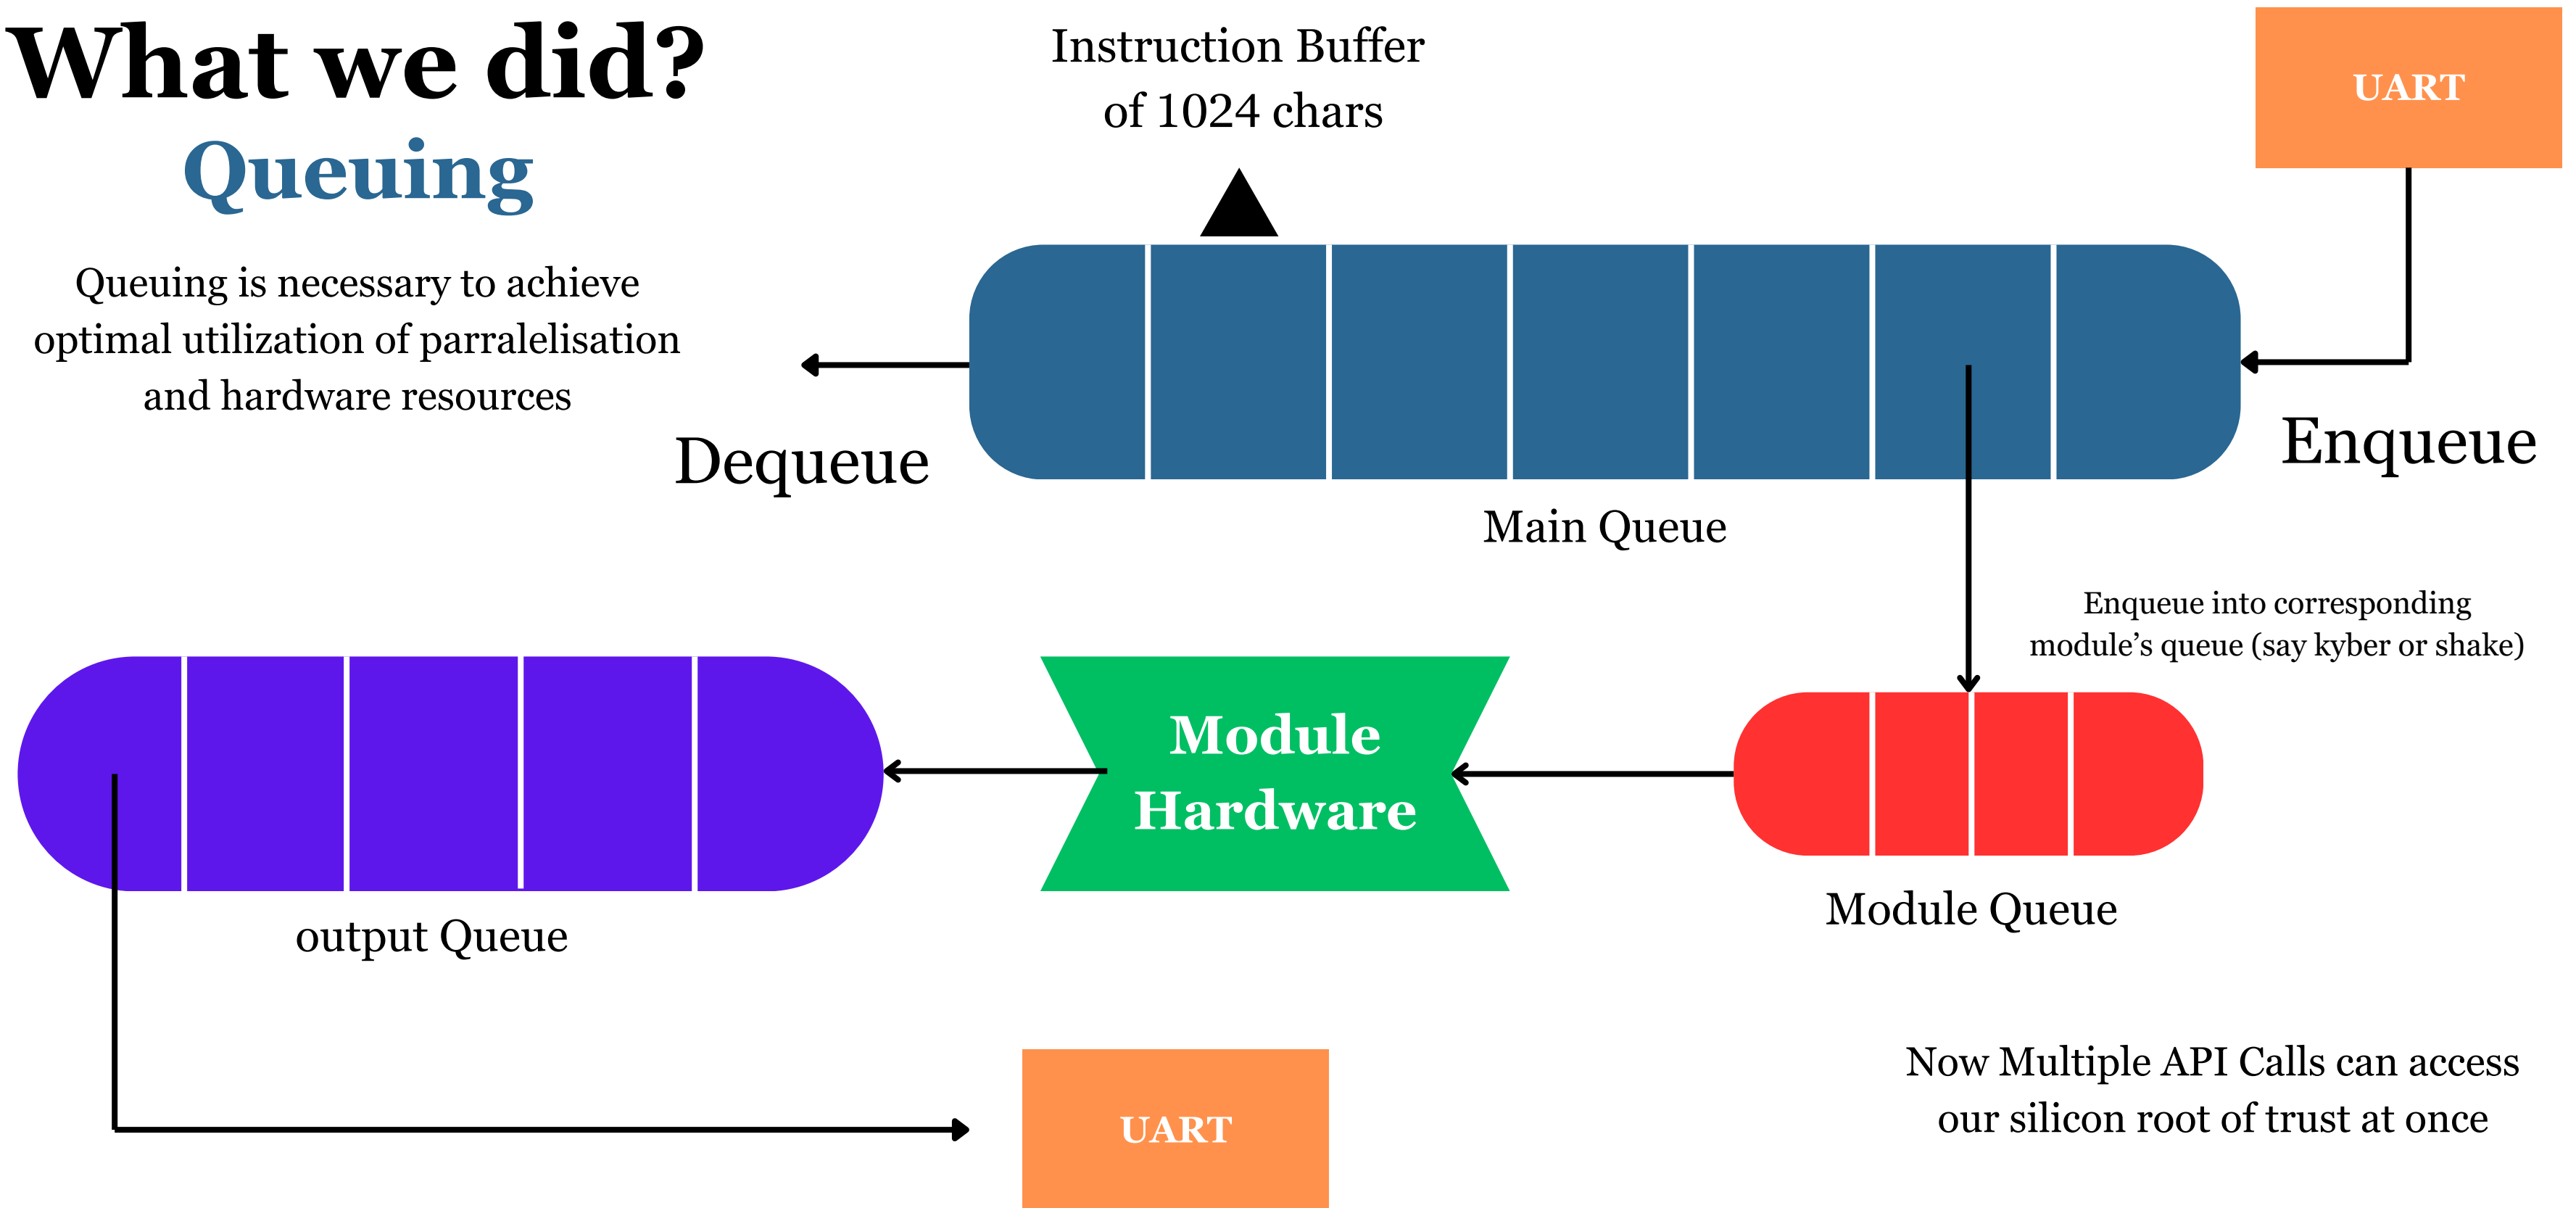 What we did?
Queuing
Queuing is necessary to achieve
optimal utilization of parralelisation
and hardware resources
Instruction Buffer
of 1024 chars
UART
Dequeue
Enqueue
Main Queue
Enqueue into corresponding
module’s queue (say kyber or shake)
Module
Hardware
Module Queue
output Queue
UART
Now Multiple API Calls can access
our silicon root of trust at once